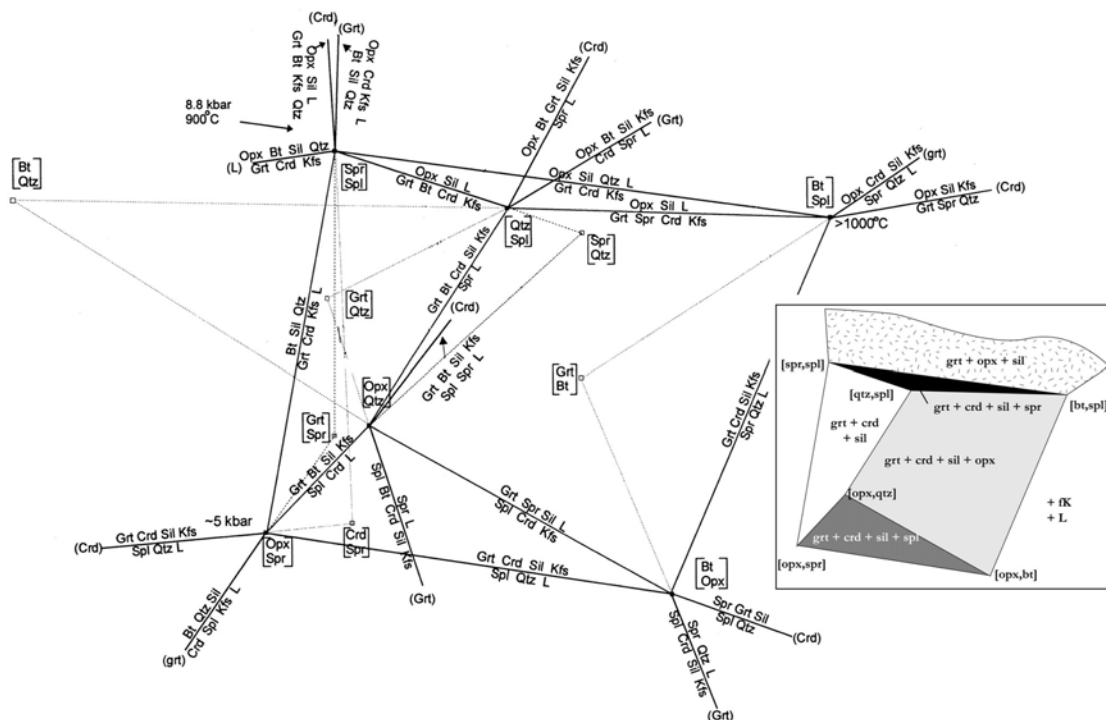 (Crd)
(Grt)
Opx Sil L
Grt Bt Kfs Qtz
Opx Crd Kfs L
Bt Sil Qtz
8.8 kbar
900°C
Opx Bt Sil Qtz
(L) Grt Crd Kfs
[Spr
Spl]
[Bt
Qtz]
Opx Bt Grt Sil Kfs
Spr L
(Crd)
Opx Bt Sil Kfs
Crd Spr L
(Grt)
Opx Sil Qtz L
Grt Crd Kfs
Opx Sil L
Grt Bt Crd Kfs
Opx Sil L
Grt Spr Crd Kfs
[Qtz
Spl]
[Spr
Qtz]
[Bt
Spl]
Opx Crd Sil Kfs
Spr Qtz L
(grt)
Opx Sil Kfs
Grt Spr Qtz
(Crd)
>1000°C
Grt Bt Crd Sil Kfs
Spr L
[Grt
Qtz]
Bt Sil Qtz
Grt Crd Kfs L
(Crd)
Grt Bt Sil Kfs
Spl Spr L
[Opx
Qtz]
[Grt
Bt]
[Grt
Spr]
Grt Crd Sil Kfs
Spr Qtz L
Grt Bt Sil Kfs
Spl Crd L
Spr L
Spl Bt Crd Sil Kfs
(Grt)
Grt Spr Sil L
Spl Crd Kfs
~5 kbar
Grt Crd Sil Kfs
(Crd) Spl Qtz L
[Opx
Spr]
[Crd
Spr]
Grt Crd Sil Kfs
Spl Qtz L
[Bt
Opx]
Bt Qtz Sil
(grt) Crd Spl Kfs L
Spr Grt Sil
Spl Qtz
(Crd)
Spr Qtz L
Spl Crd Sil Kfs
(Grt)
grt + opx + sil
[spr,spl]
[qtz,spl]
[bt,spl]
grt + crd + sil + spr
grt + crd
+ sil
grt + crd + sil + opx
[opx,qtz]
+ fK
+ L
grt + crd + sil + spl
[opx,spr]
[opx,bt]